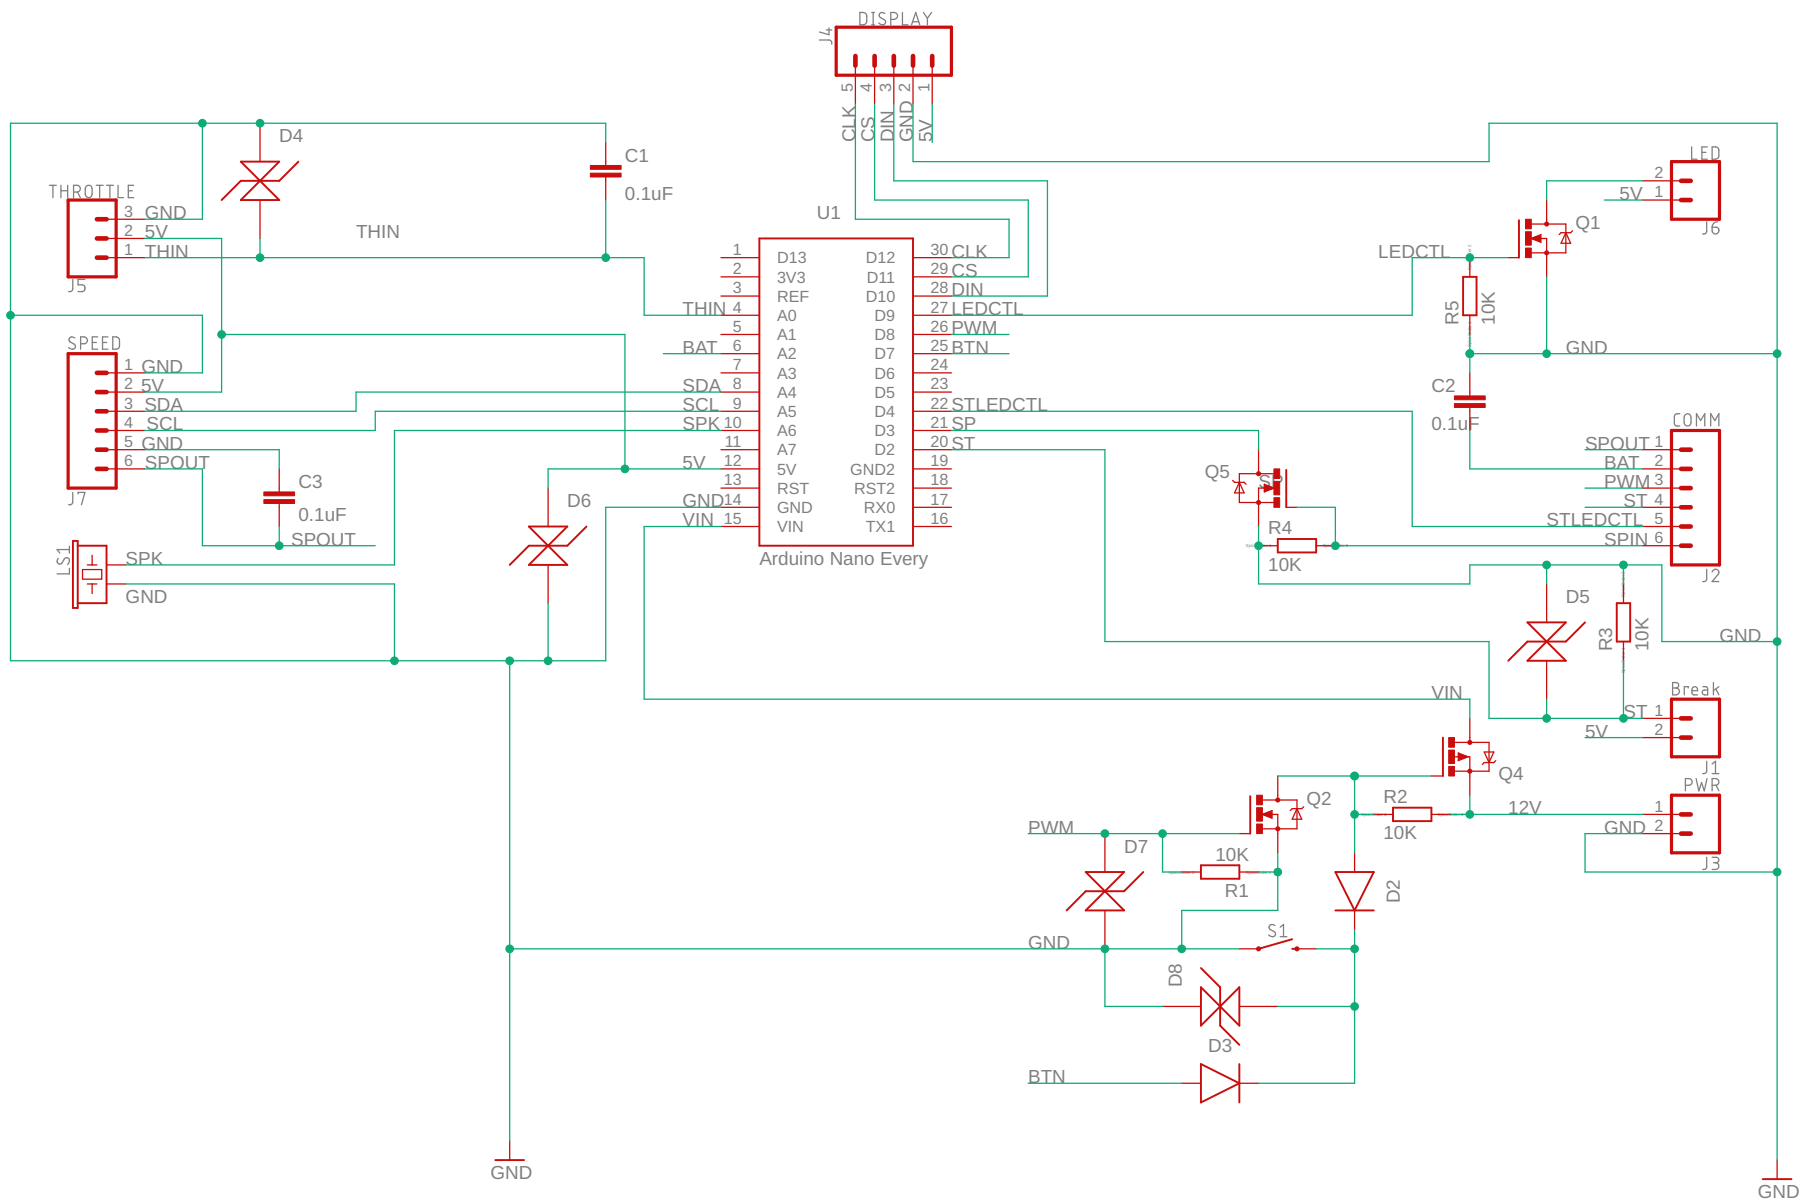 DISPLAY
J4
5 4 3 2 1
CLK CS DIN GND 5V
D4
C1
0.1uF
THROTTLE
3 GND
2 5V
1 THIN
J5
THIN
U1
SPEED
1 GND
2 5V
3 SDA
4 SCL
5 GND
6 SPOUT
J7
C3
0.1uF
SPOUT
LS1
SPK
GND
D6
1 D13
2 3V3
3 REF
THIN 4 A0
5 A1
BAT 6 A2
7 A3
SDA 8 A4
SCL 9 A5
SPK 10 A6
11 A7
5V 12 5V
13 RST
GND 14 GND
VIN 15 VIN
D12 30 CLK
D11 29 CS
D10 28 DIN
D9 27 LEDCTL
D8 26 PWM
D7 25 BTN
D6 24
D5 23
D4 22 STLEDCTL
D3 21 SP
D2 20 ST
GND2 19
RST2 18
RX0 17
TX1 16
Arduino Nano Every
LED
2
5V 1
J6
Q1
LEDCTL
R5
10K
GND
C2
0.1uF
COMM
SPOUT 1
BAT 2
PWM 3
ST 4
STLEDCTL 5
SPIN 6
J2
Q5
SP
R4
10K
D5
R3
10K
GND
VIN
Break
ST 1
5V 2
J1
Q4
PWR
12V 1
GND 2
J3
Q2
R2
10K
PWM
D7
10K
R1
D2
GND
S1
D8
D3
BTN
GND
GND